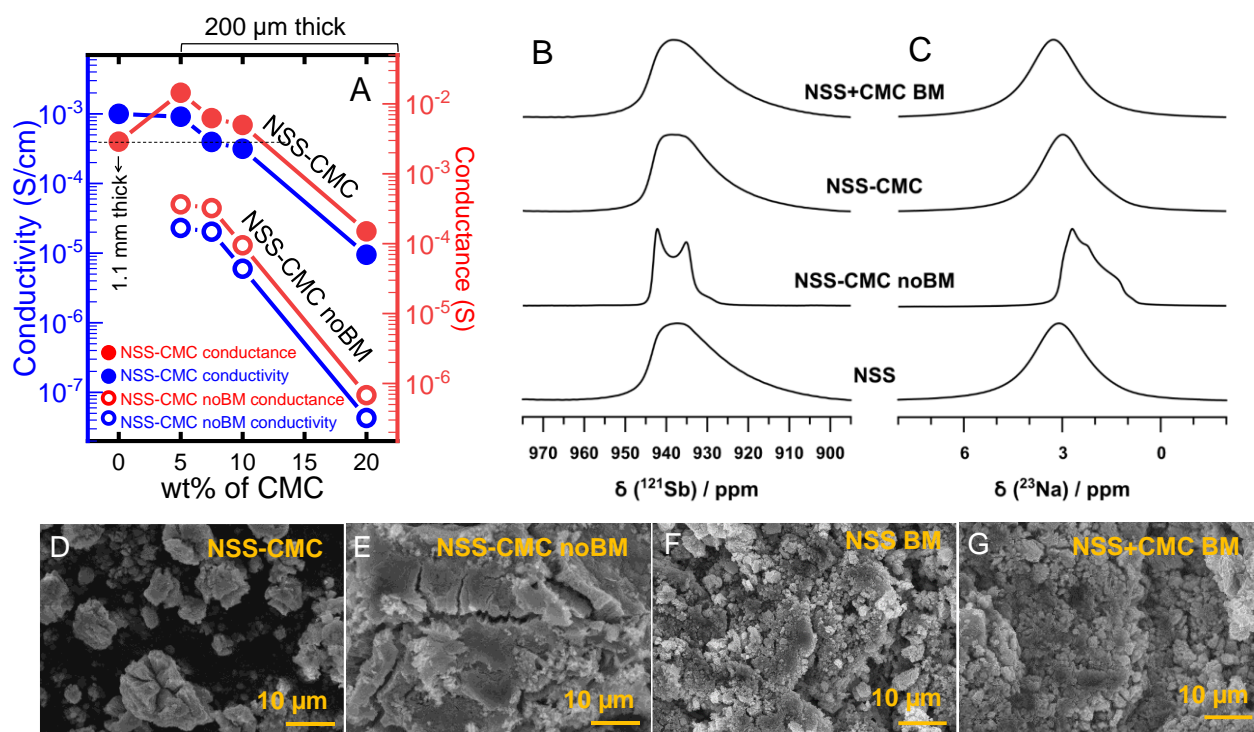 200 µm thick
A
10⁻³
10⁻⁴
10⁻⁵
10⁻⁶
10⁻⁷
Conductivity (S/cm)
1.1 mm thick←
NSS-CMC
NSS-CMC noBM
NSS-CMC conductance
NSS-CMC conductivity
NSS-CMC noBM conductance
NSS-CMC noBM conductivity
10⁻²
10⁻³
10⁻⁴
10⁻⁵
10⁻⁶
Conductance (S)
0 5 10 20
wt% of CMC
B C
NSS+CMC BM
NSS-CMC
NSS-CMC noBM
NSS
970 960 950 940 930 920 910 900
δ (¹²¹Sb) / ppm
6 3 0
δ (²³Na) / ppm
D NSS-CMC
10 µm
E NSS-CMC noBM
10 µm
F NSS BM
10 µm
G NSS+CMC BM
10 µm